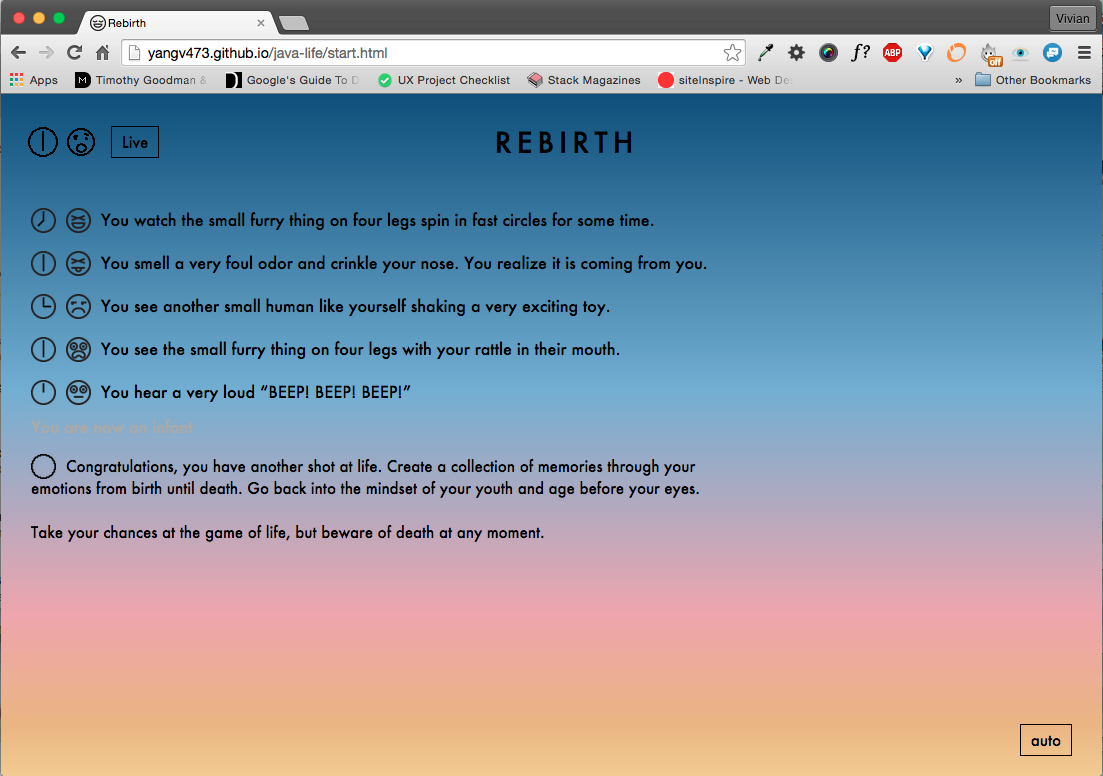 Rebirth
Vivian
yangv473.github.io/java-life/start.html
f?
ABP
off
Apps
M
Timothy Goodman &
Google's Guide To D
UX Project Checklist
Stack Magazines
siteInspire - Web De
»
Other Bookmarks
Live
REBIRTH
You watch the small furry thing on four legs spin in fast circles for some time.
You smell a very foul odor and crinkle your nose. You realize it is coming from you.
You see another small human like yourself shaking a very exciting toy.
You see the small furry thing on four legs with your rattle in their mouth.
You hear a very loud “BEEP! BEEP! BEEP!”
You are now an infant
Congratulations, you have another shot at life. Create a collection of memories through your
emotions from birth until death. Go back into the mindset of your youth and age before your eyes.
Take your chances at the game of life, but beware of death at any moment.
auto